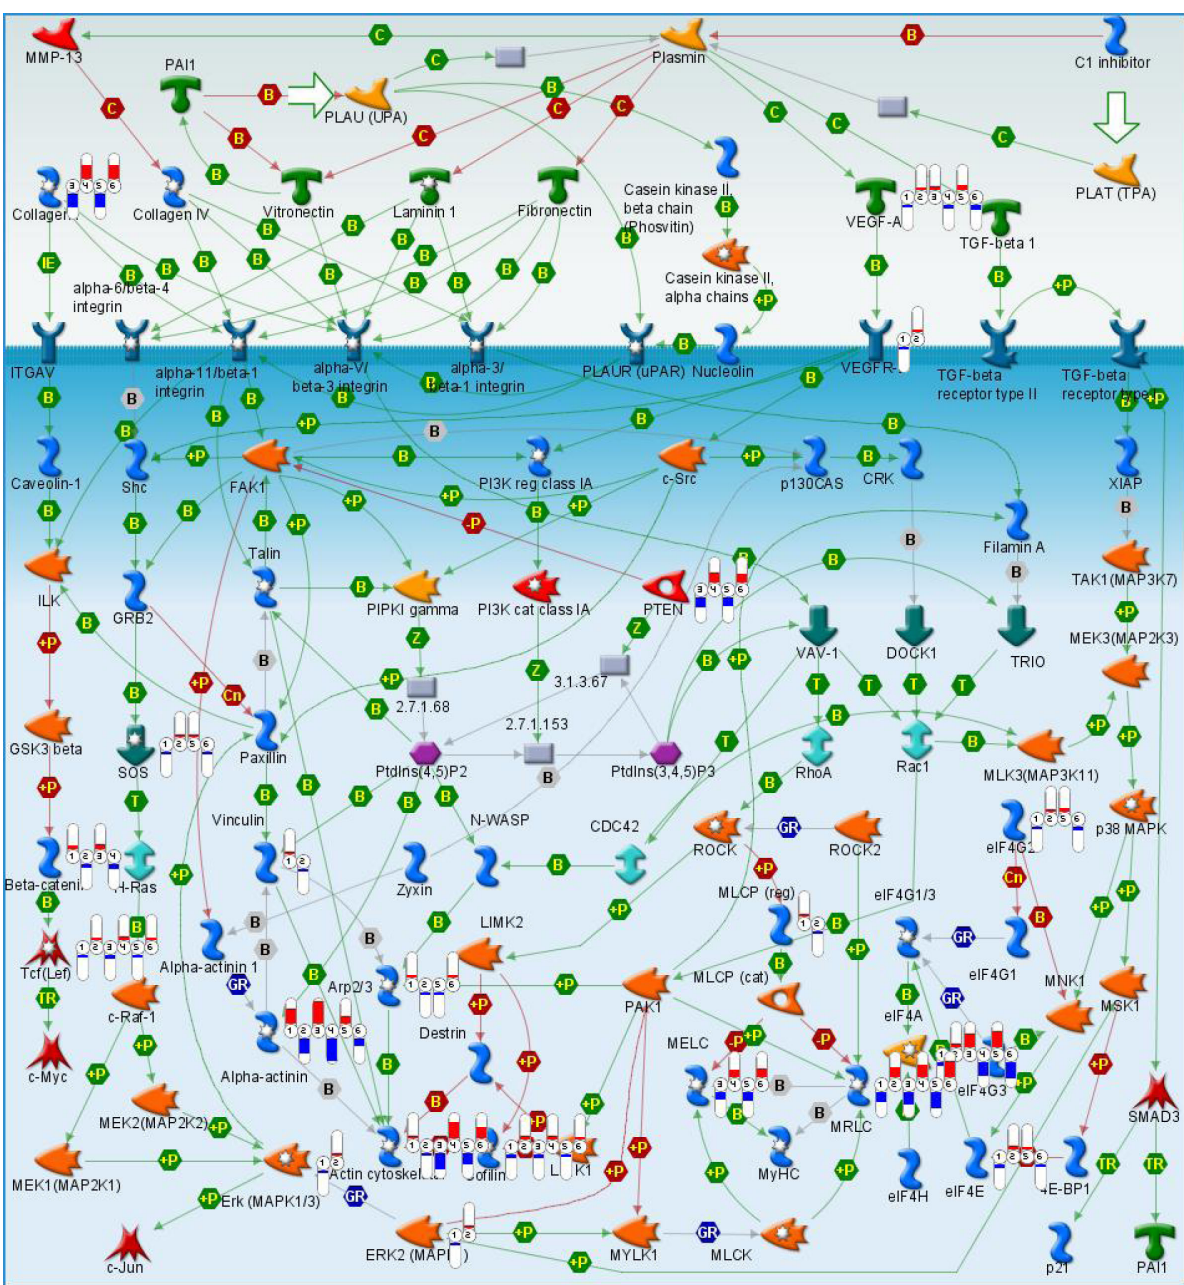 MMP-13
PAI1
PLAU (UPA)
Plasmin
C1 inhibitor
PLAT (TPA)
Collagen IV
Vitronectin
Laminin 1
Fibronectin
Casein kinase II,
beta chain
(Phosvitin)
VEGF-A
TGF-beta 1
alpha-6/beta-4
integrin
Casein kinase II,
alpha chains
ITGAV
alpha-11/beta-1
integrin
alpha-V/
beta-3 integrin
alpha-3/
beta-1 integrin
PLAUR (uPAR)
Nucleolin
TGF-beta
receptor type II
TGF-beta
Caveolin-1
Shc
FAK1
PI3K reg class IA
c-Src
p130CAS
CRK
XIAP
Talin
Filamin A
ILK
GRB2
PIPKI gamma
PI3K cat class IA
PTEN
TAK1(MAP3K7)
VAV-1
DOCK1
TRIO
MEK3(MAP2K3)
3.1.3.67
2.7.1.68
2.7.1.153
GSK3 beta
SOS
Paxillin
PtdIns(4,5)P2
PtdIns(3,4,5)P3
RhoA
Rac1
MLK3(MAP3K11)
Vinculin
N-WASP
CDC42
ROCK
ROCK2
eIF4G2
p38 MAPK
Zyxin
MLCP (reg)
eIF4G1/3
Tcf(Lef)
Alpha-actinin 1
LIMK2
eIF4G1
Arp2/3
MLCP (cat)
MNK1
MSK1
c-Raf-1
Destrin
PAK1
eIF4A
c-Myc
Alpha-actinin
MELC
eIF4G3
MEK2(MAP2K2)
MRLC
SMAD3
MEK1(MAP2K1)
Erk (MAPK1/3)
MyHC
eIF4H
eIF4E
4E-BP1
c-Jun
MYLK1
MLCK
p21
PAI1